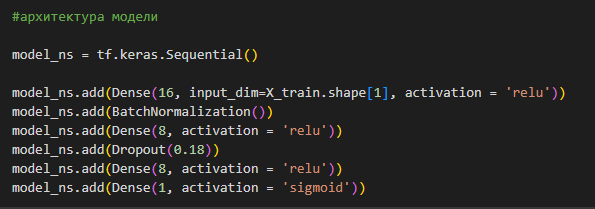 #архитектура модели
model_ns = tf.keras.Sequential()
model_ns.add(Dense(16, input_dim=X_train.shape[1], activation = 'relu'))
model_ns.add(BatchNormalization())
model_ns.add(Dense(8, activation = 'relu'))
model_ns.add(Dropout(0.18))
model_ns.add(Dense(8, activation = 'relu'))
model_ns.add(Dense(1, activation = 'sigmoid'))